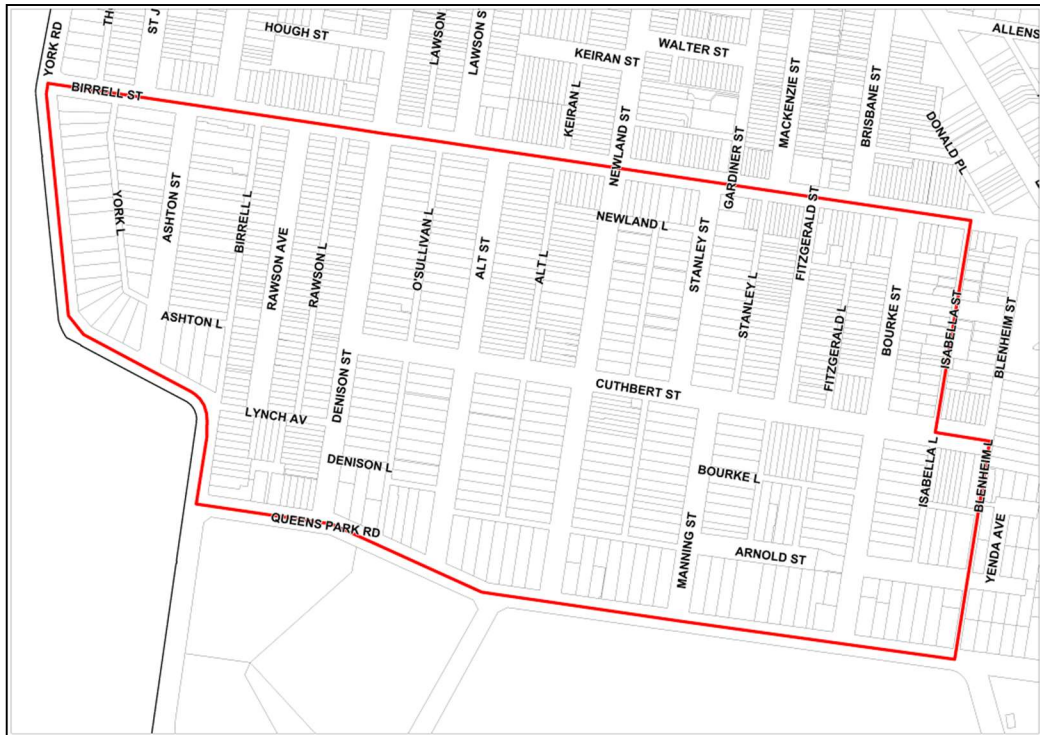 ALLENS
HOUGH ST
ST J
YORK RD
LAWSON
LAWSON S
WALTER ST
KEIRAN ST
MACKENZIE ST
BRISBANE ST
BIRRELL ST
KEIRAN L
NEWLAND ST
GARDINER ST
DONALD PL
YORK L
ASHTON ST
BIRRELL L
RAWSON AVE
RAWSON L
O'SULLIVAN L
ALT ST
ALT L
NEWLAND L
STANLEY ST
FITZGERALD ST
STANLEY L
FITZGERALD L
BOURKE ST
ISABELLA ST
BLENHEIM ST
ASHTON L
DENISON ST
CUTHBERT ST
LYNCH AV
DENISON L
BOURKE L
ISABELLA L
BLENHEIM L
QUEENS PARK RD
MANNING ST
ARNOLD ST
YENDA AVE